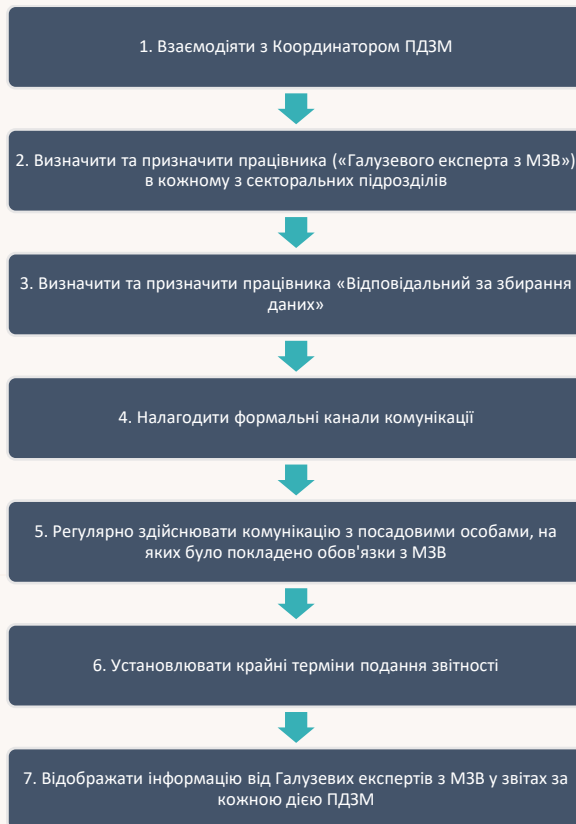 1. Взаємодіяти з Координатором ПДЗМ
2. Визначити та призначити працівника («Галузевого експерта з МЗВ»)
в кожному з секторальних підрозділів
3. Визначити та призначити працівника «Відповідальний за збирання
даних»
4. Налагодити формальні канали комунікації
5. Регулярно здійснювати комунікацію з посадовими особами, на
яких було покладено обов'язки з МЗВ
6. Установлювати крайні терміни подання звітності
7. Відображати інформацію від Галузевих експертів з МЗВ у звітах за
кожною дією ПДЗМ